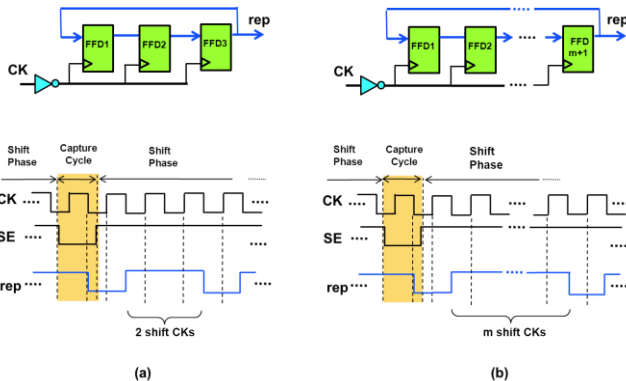 rep
FFD1 FFD2 FFD3
CK
Shift Phase
Capture Cycle
Shift Phase
CK
SE
rep
2 shift CKs
(a)
rep
FFD1 FFD2 FFD m+1
CK
Shift Phase
Capture Cycle
Shift Phase
CK
SE
rep
m shift CKs
(b)